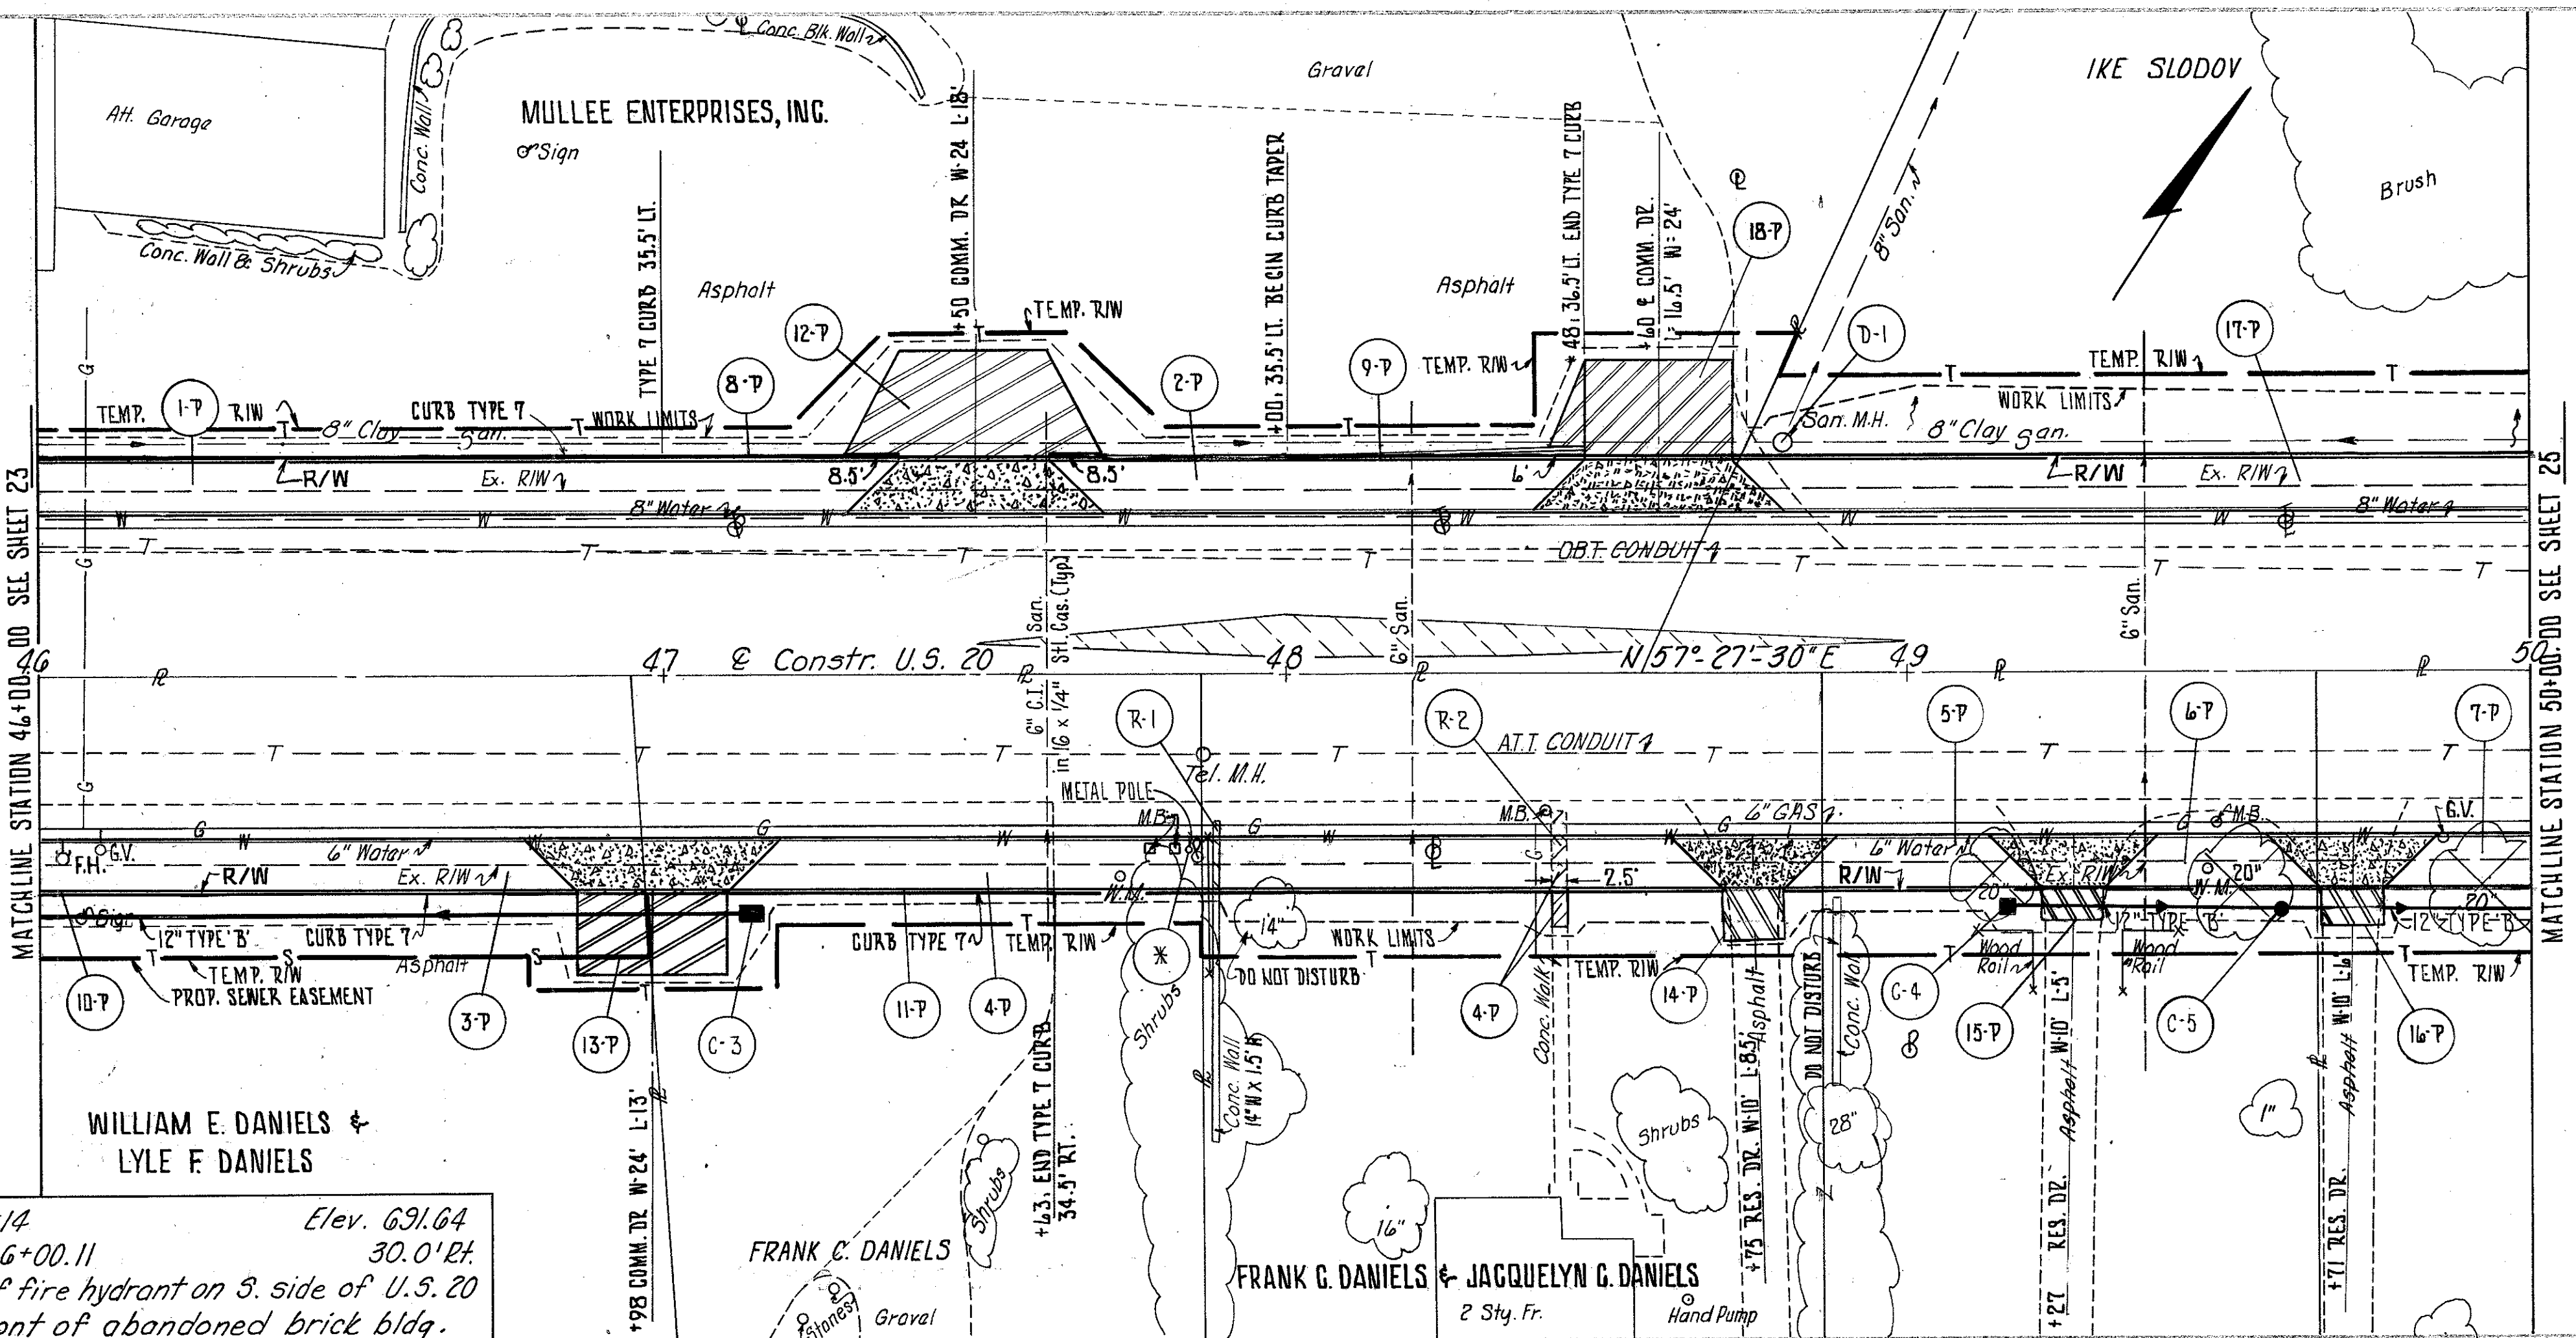 Att. Garage
Conc. Wall
Conc. Wall & Shrubs
MULLEE ENTERPRISES, INC.
Sign
Conc. Blk. Wall
Gravel
IKE SLODOV
Brush
TYPE 7 CURB 35.5' LT.
Asphalt
+50 COMM. DR W-24 L-18'
TEMP. R/W
+00, 35.5' LT. BEGIN CURB TAPER
Asphalt
+48, 36.5' LT. END TYPE 7 CURB
+60 ℄ COMM. DR.
L=16.5' W=24'
8" San.
18-P
12-P
8-P
2-P
9-P
TEMP. R/W
D-1
17-P
TEMP. R/W
TEMP.
1-P
R/W
CURB TYPE 7
WORK LIMITS
8" Clay San.
WORK LIMITS
San. M.H.
8" Clay San.
R/W
Ex. R/W
8.5'
8.5'
6'
R/W
Ex. R/W
8" Water
8" Water
O.B.T. CONDUIT
MATCHLINE STATION 46+00.00 SEE SHEET 23
MATCHLINE STATION 50+00.00 SEE SHEET 25
46
47
℄ Constr. U.S. 20
48
N 57°-27'-30" E
49
50
6" C.I. San.
in 16 x 1/4" Stl. Cas. (Typ.)
6" San.
6" San.
R-1
R-2
A.T.T. CONDUIT
5-P
6-P
7-P
Tel. M.H.
METAL POLE
M.B.
M.B.
6" GAS
M.B.
G.V.
F.H.
G.V.
6" Water
6" Water
R/W
Ex. R/W
W.M.
2.5'
R/W
Ex. R/W
20"
W.M.
20"
20"
Sign
12" TYPE 'B'
CURB TYPE 7
CURB TYPE 7
TEMP. R/W
14"
WORK LIMITS
12" TYPE 'B'
12" TYPE 'B'
Wood Rail
Wood Rail
TEMP. R/W
PROP. SEWER EASEMENT
Asphalt
DO NOT DISTURB
TEMP. R/W
TEMP. R/W
10-P
3-P
13-P
C-3
11-P
4-P
*
4-P
14-P
C-4
15-P
C-5
16-P
Shrubs
Conc. Wall
14" W x 1.5' H
Conc. Walk
Asphalt
DO NOT DISTURB
Conc. Wall
Asphalt
Asphalt
WILLIAM E. DANIELS &
LYLE F. DANIELS
+98 COMM. DR W-24' L-13'
+63, END TYPE 7 CURB
34.5' RT.
Shrubs
Shrubs
28"
1"
16"
+75 RES. DR. W-10' L-8.5'
+27 RES. DR. W-10' L-5'
+71 RES. DR. W-10' L-6'
FRANK C. DANIELS
Stones
Gravel
FRANK C. DANIELS & JACQUELYN C. DANIELS
2 Sty. Fr.
Hand Pump
14 Elev. 691.64
6+00.11 30.0' Rt.
f fire hydrant on S. side of U.S. 20
ont of abandoned brick bldg.